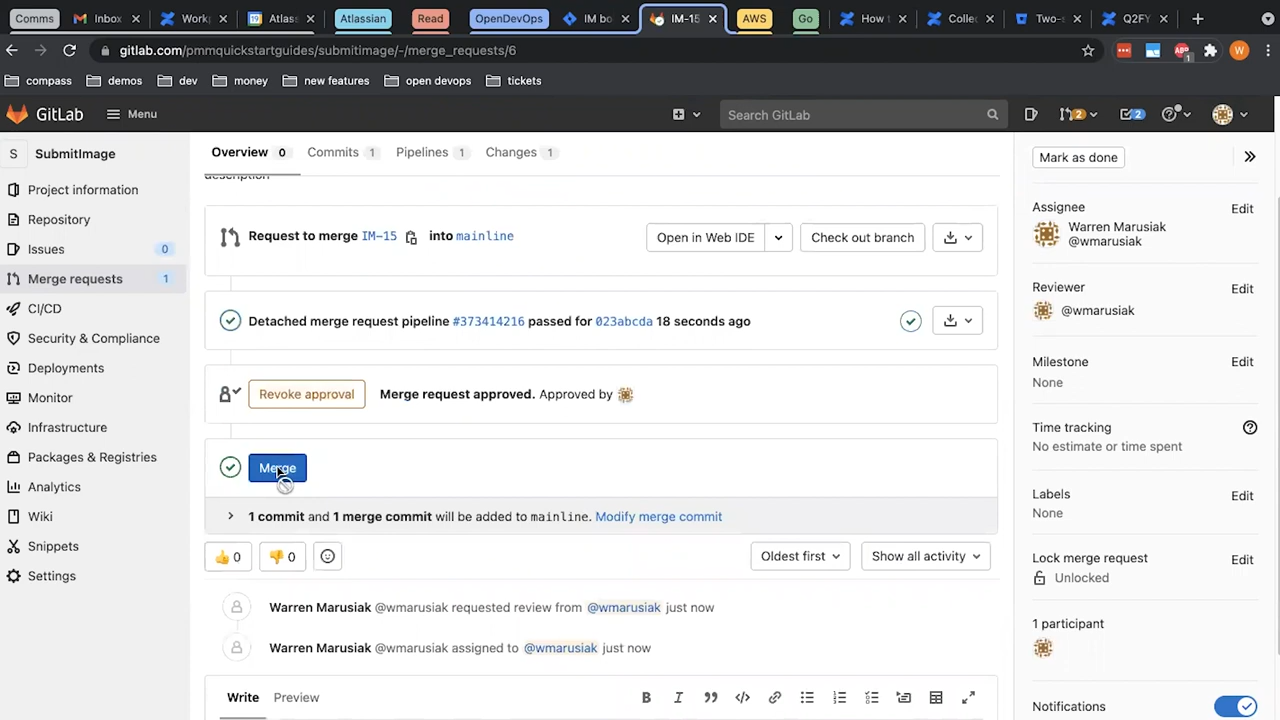 Comms Inbox Work Atlass Atlassian Read OpenDevOps IM bo IM-15 AWS Go How t Colle Two-s Q2FY
gitlab.com/pmmquickstartguides/submitimage/-/merge_requests/6
compass demos dev money new features open devops tickets
GitLab Menu Search GitLab 2 2
S SubmitImage
Project information
Repository
Issues 0
Merge requests 1
CI/CD
Security & Compliance
Deployments
Monitor
Infrastructure
Packages & Registries
Analytics
Wiki
Snippets
Settings
Overview 0 Commits 1 Pipelines 1 Changes 1
description
Request to merge IM-15 into mainline Open in Web IDE Check out branch
Detached merge request pipeline #373414216 passed for 023abcda 18 seconds ago
Revoke approval Merge request approved. Approved by
Merge
1 commit and 1 merge commit will be added to mainline. Modify merge commit
👍 0 👎 0 Oldest first Show all activity
Warren Marusiak @wmarusiak requested review from @wmarusiak just now
Warren Marusiak @wmarusiak assigned to @wmarusiak just now
Write Preview
Mark as done
Assignee Edit
Warren Marusiak
@wmarusiak
Reviewer Edit
@wmarusiak
Milestone Edit
None
Time tracking
No estimate or time spent
Labels Edit
None
Lock merge request Edit
Unlocked
1 participant
Notifications